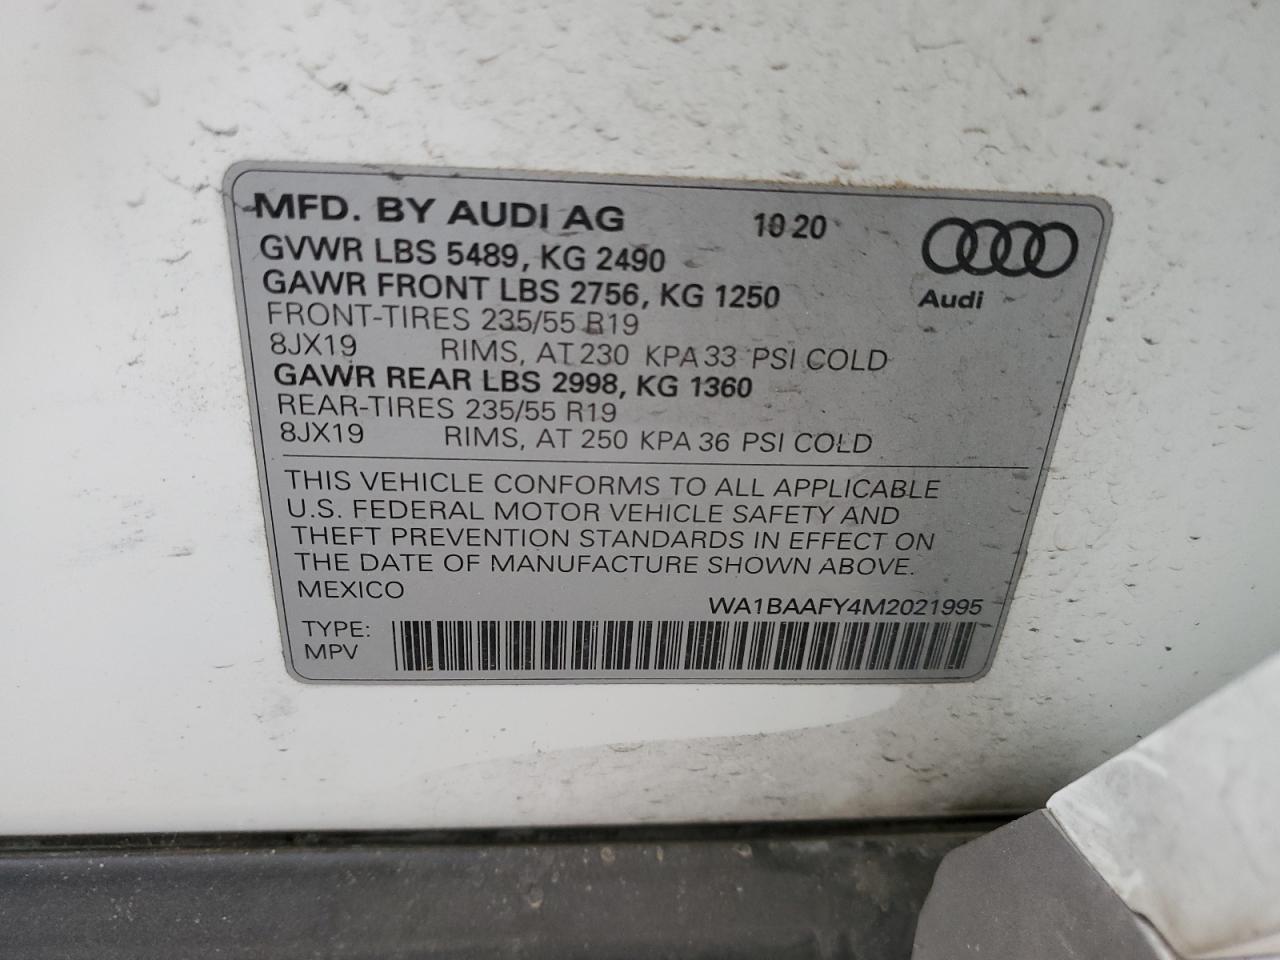 MFD. BY AUDI AG 10 20
GVWR LBS 5489, KG 2490
GAWR FRONT LBS 2756, KG 1250
Audi
FRONT-TIRES 235/55 R19
8JX19 RIMS, AT 230 KPA 33 PSI COLD
GAWR REAR LBS 2998, KG 1360
REAR-TIRES 235/55 R19
8JX19 RIMS, AT 250 KPA 36 PSI COLD
THIS VEHICLE CONFORMS TO ALL APPLICABLE
U.S. FEDERAL MOTOR VEHICLE SAFETY AND
THEFT PREVENTION STANDARDS IN EFFECT ON
THE DATE OF MANUFACTURE SHOWN ABOVE.
MEXICO
WA1BAAFY4M2021995
TYPE:
MPV